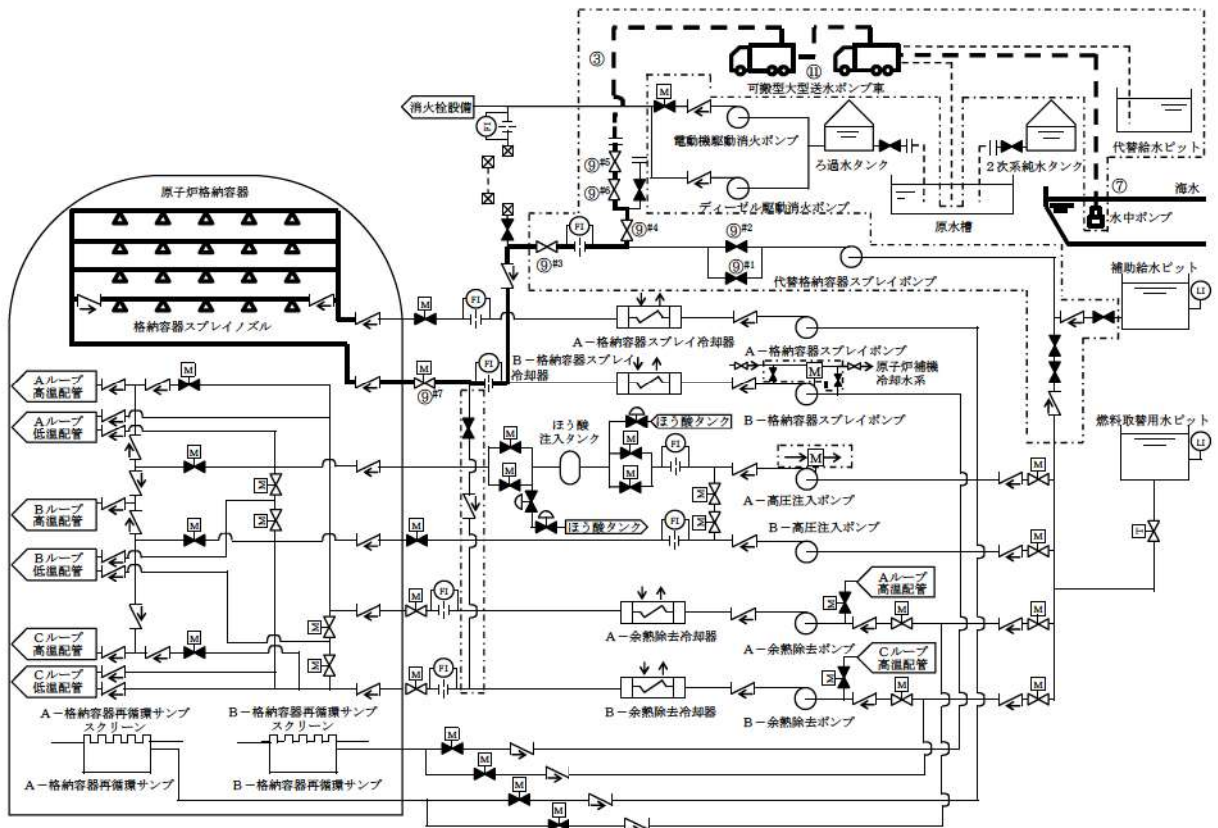 ③
⑪
可搬型大型送水ポンプ車
消火栓設備
M
FI
電動機駆動消火ポンプ
ろ過水タンク
2次系純水タンク
代替給水ピット
⑨#5
⑨#6
ディーゼル駆動消火ポンプ
原水槽
⑦
海水
水中ポンプ
原子炉格納容器
⑨#4
⑨#3
FI
⑨#2
⑨#1
代替格納容器スプレイポンプ
補助給水ピット
LI
格納容器スプレイノズル
M
FI
A-格納容器スプレイ冷却器
A-格納容器スプレイポンプ
B-格納容器スプレイ
冷却器
M
FI
⑨#7
M
原子炉補機
冷却水系
B-格納容器スプレイポンプ
Aループ
高温配管
M
Aループ
低温配管
ほう酸
注入タンク
ほう酸タンク
M
M
FI
M
燃料取替用水ピット
LI
M
M
M
A-高圧注入ポンプ
M
M
Bループ
高温配管
M
ほう酸タンク
M
B-高圧注入ポンプ
M
M
FI
M
T
Bループ
低温配管
Aループ
高温配管
M
FI
M
M
M
M
A-余熱除去冷却器
A-余熱除去ポンプ
Cループ
高温配管
M
M
Cループ
高温配管
Cループ
低温配管
M
FI
M
M
M
B-余熱除去冷却器
B-余熱除去ポンプ
A-格納容器再循環サンプ
スクリーン
B-格納容器再循環サンプ
スクリーン
M
A-格納容器再循環サンプ
B-格納容器再循環サンプ
M
M
M